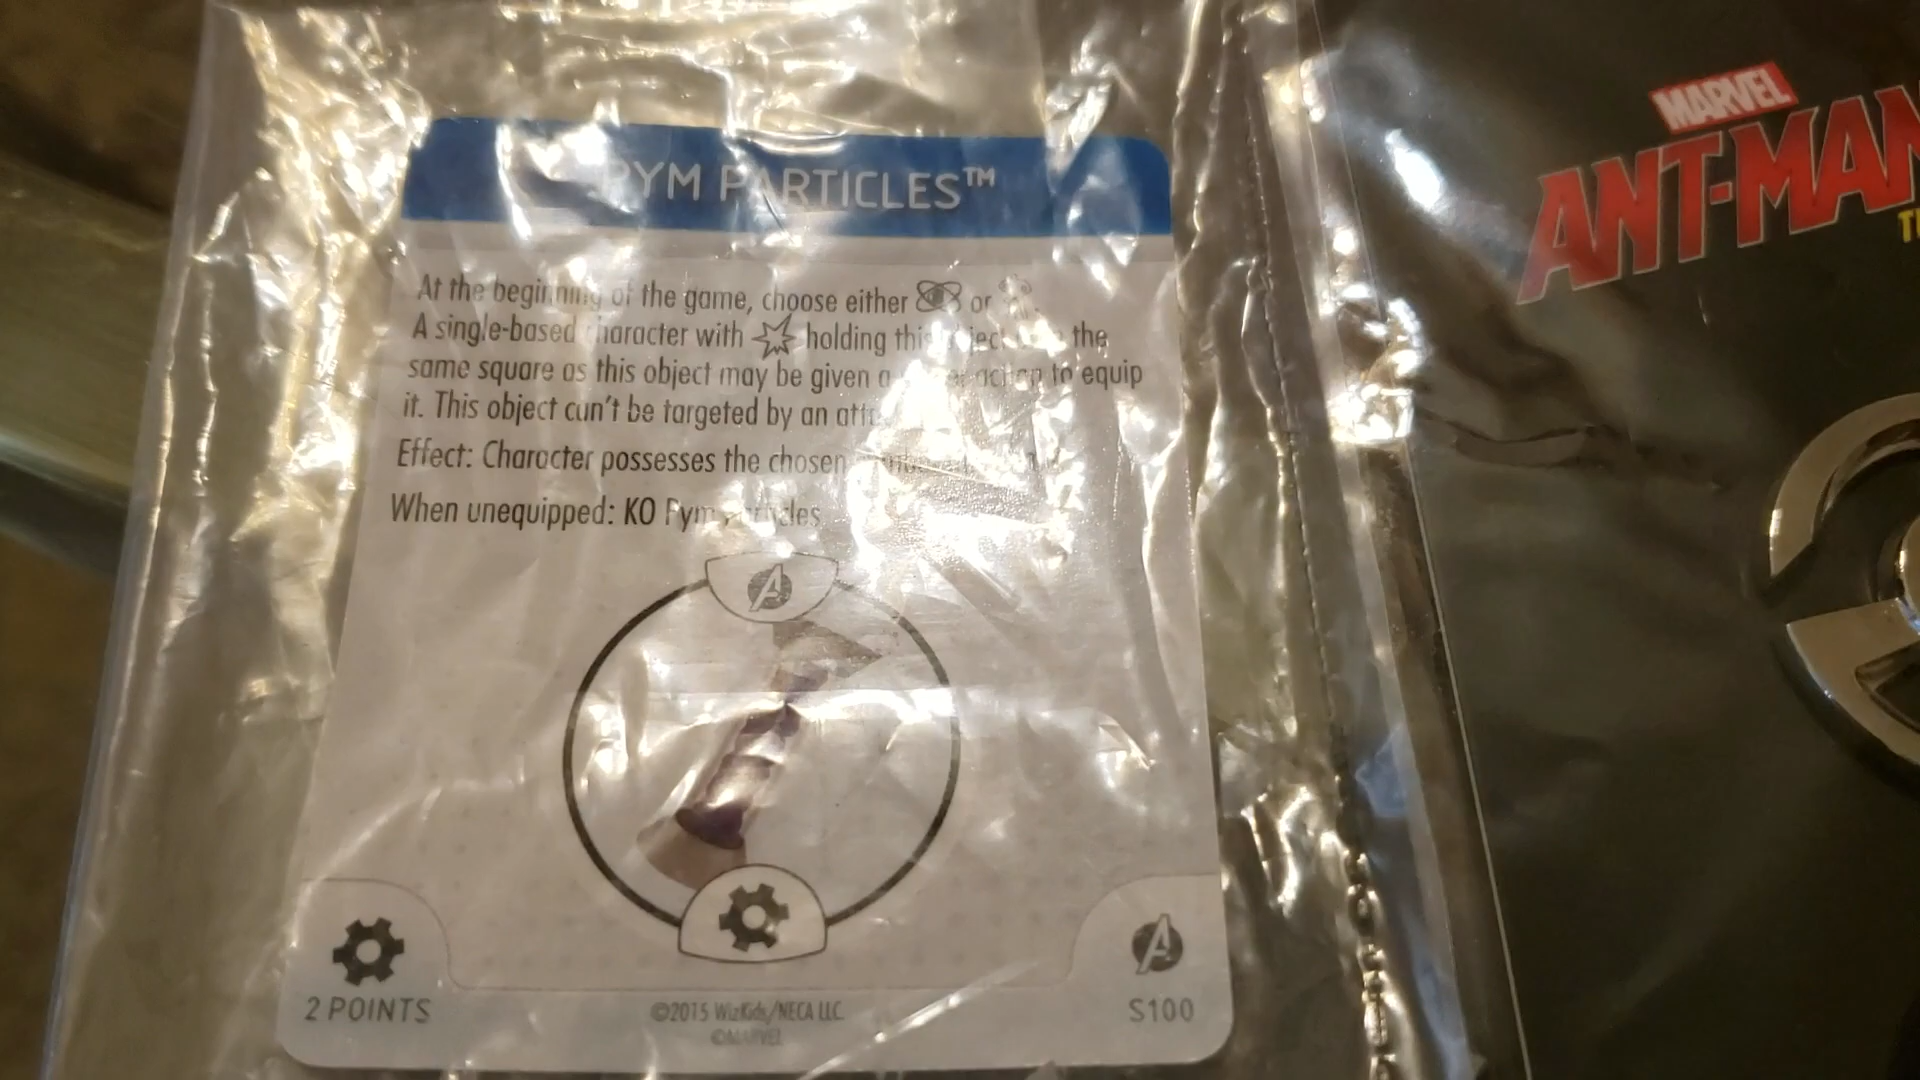 PYM PARTICLES™
At the beginning of the game, choose either or
A single-based character with holding this object the
same square as this object may be given a action to equip
it. This object can't be targeted by an
Effect: Character possesses the chosen
When unequipped: KO Pym Particles
2 POINTS
©2015 WizKids/NECA LLC
©MARVEL
S100
MARVEL
ANT-MAN